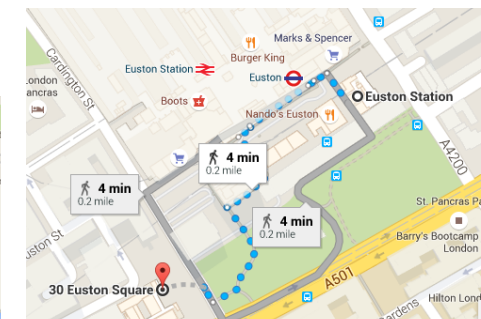 Marks & Spencer
Burger King
Euston Station
Euston
Cardington St
London
ancras
Boots
Euston Station
Nando's Euston
4 min
0.2 mile
A4200
4 min
0.2 mile
4 min
0.2 mile
St. Pancras Pa
uston St
Barry's Bootcamp
London
A501
30 Euston Square
Hilton Lond
ardens